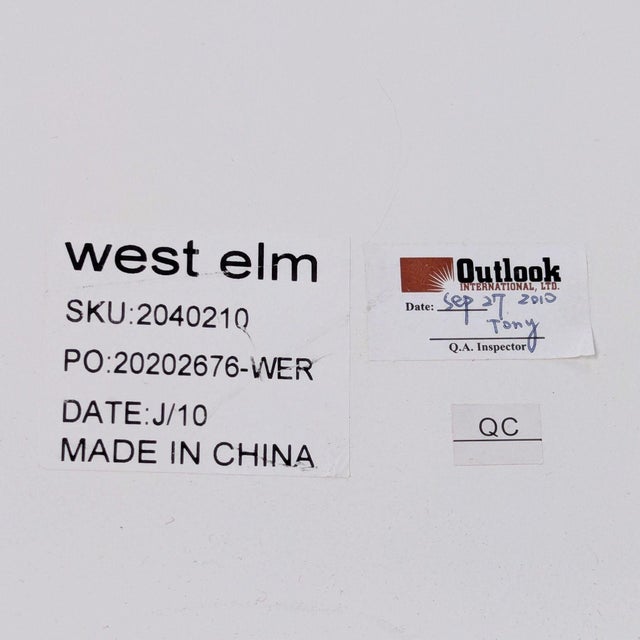 west elm
SKU:2040210
PO:20202676-WER
DATE:J/10
MADE IN CHINA
Outlook
INTERNATIONAL, LTD.
Date: Sep 27 2010
Tony
Q.A. Inspector
QC